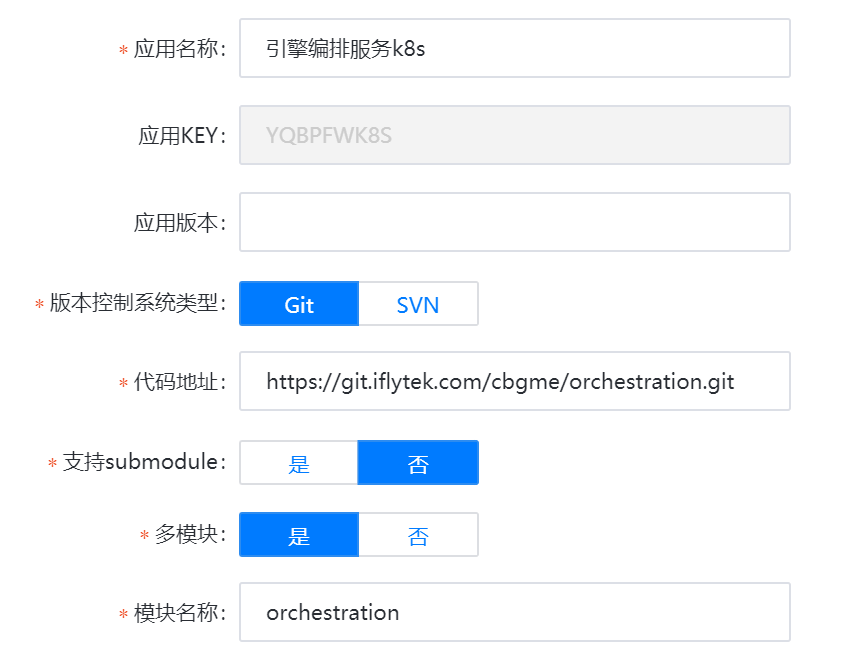 * 应用名称: 引擎编排服务k8s
应用KEY: YQBPFWK8S
应用版本:
* 版本控制系统类型: Git SVN
* 代码地址: https://git.iflytek.com/cbgme/orchestration.git
* 支持submodule: 是 否
* 多模块: 是 否
* 模块名称: orchestration